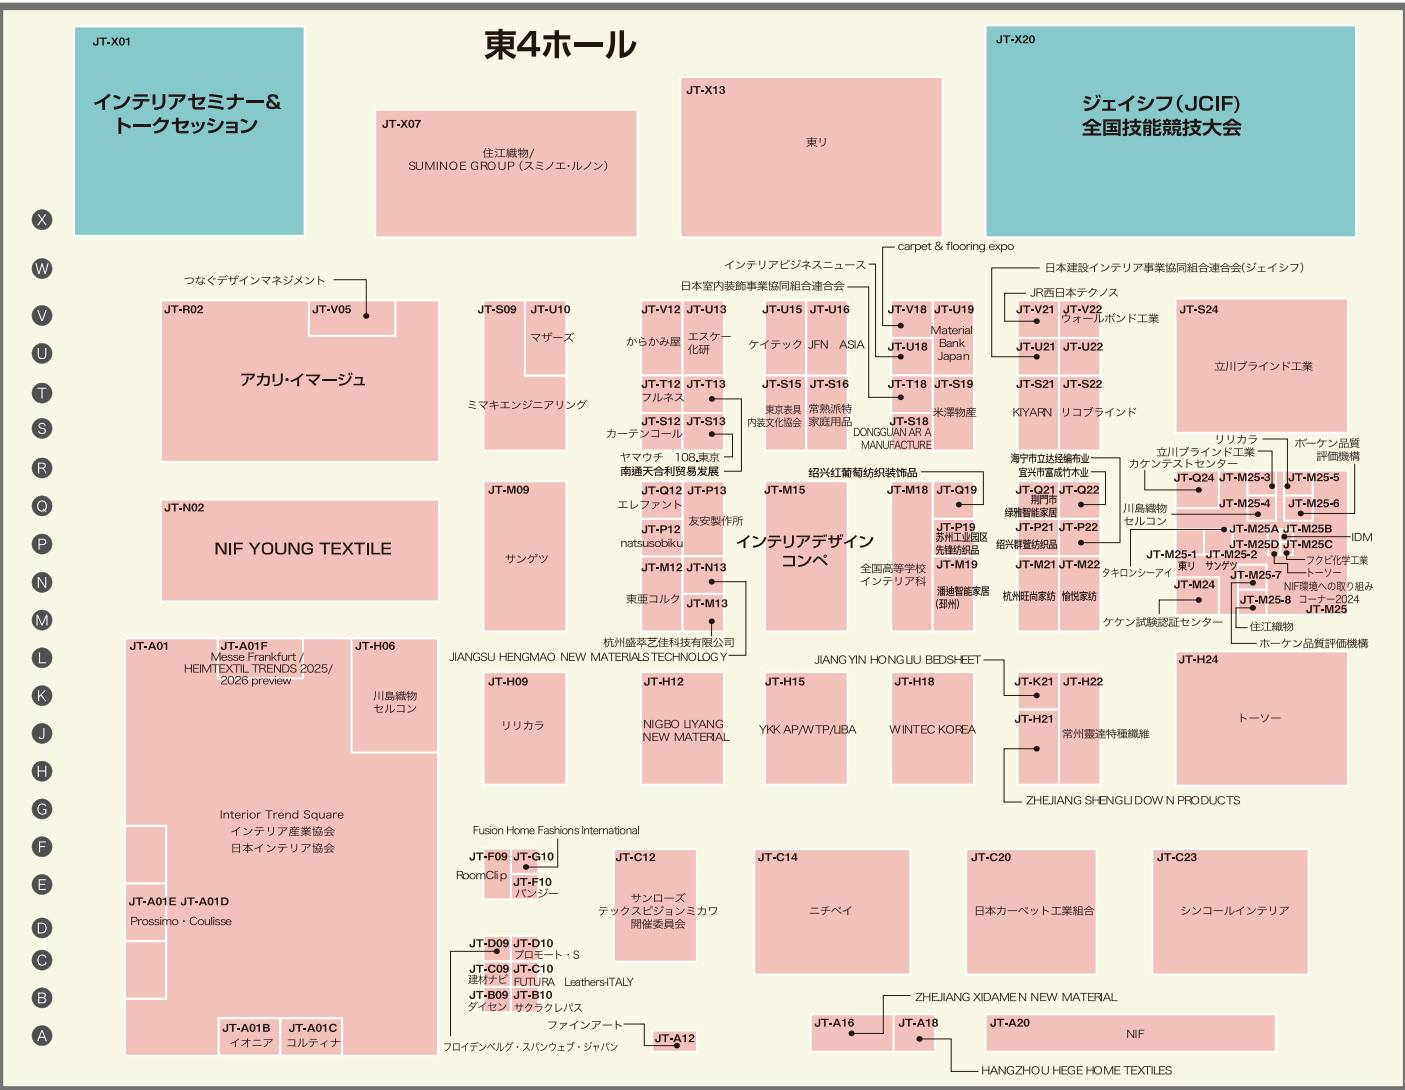 東4ホール
JT-X01
インテリアセミナー&
トークセッション
JT-X07
住江織物/
SUMINOE GROUP (スミノエ・ルノン)
JT-X13
東リ
JT-X20
ジェイシフ(JCIF)
全国技能競技大会
X
W
V
U
T
S
R
Q
P
N
M
L
K
J
H
G
F
E
D
C
B
A
つなぐデザインマネジメント
JT-R02
JT-V05
アカリ・イマージュ
JT-N02
NIF YOUNG TEXTILE
JT-A01
JT-A01F
Messe Frankfurt /
HEIMTEXTIL TRENDS 2025/
2026 preview
JT-H06
川島織物
セルコン
Interior Trend Square
インテリア産業協会
日本インテリア協会
JT-A01E
JT-A01D
Prossimo・Coulisse
JT-A01B
イオニア
JT-A01C
コルティナ
JT-S09
JT-U10
マザーズ
ミマキエンジニアリング
JT-V12
からかみ屋
JT-U13
エスケー
化研
JT-T12
フルネス
JT-T13
JT-S12
カーテンコール
JT-S13
ヤマウチ 108.東京
南通天合利贸易发展
JT-U15
ケイテック
JT-U16
JFN ASIA
JT-S15
東京表具
内装文化協会
JT-S16
常熟派特
家庭用品
carpet & flooring expo
インテリアビジネスニュース
日本室内装飾事業協同組合連合会
JT-V18
JT-U18
JT-U19
Material
Bank
Japan
JT-T18
JT-S18
DONGGUAN AR A
MANUFACTURE
JT-S19
米澤物産
日本建設インテリア事業協同組合連合会(ジェイシフ)
JR西日本テクノス
JT-V21
JT-V22
ウォールボンド工業
JT-U21
JT-U22
JT-S21
KIYARN
JT-S22
リコブラインド
JT-S24
立川ブラインド工業
JT-M09
サンゲツ
JT-Q12
エレファント
JT-P12
natsusobiku
JT-P13
友安製作所
JT-M12
東亜コルク
JT-N13
JT-M13
杭州盛萃艺佳科技有限公司
JIANGSU HENGMAO NEW MATERIALS TECHNOLOGY
JT-M15
インテリアデザイン
コンペ
绍兴红葡萄纺织装饰品
JT-M18
全国高等学校
インテリア科
JT-Q19
JT-P19
苏州工业园区
先锋纺织品
JT-M19
潘迪智能家居
(邳州)
海宁市立达经编布业
宜兴市富成竹木业
JT-Q21
荆門市
绿雅智能家居
JT-Q22
JT-P21
绍兴群萱纺织品
JT-P22
JT-M21
杭州旺尚家纺
JT-M22
愉悦家纺
リリカラ
立川ブラインド工業
カケンテストセンター
ボーケン品質
評価機構
JT-Q24
JT-M25-3
JT-M25-5
JT-M25-4
JT-M25-6
川島織物
セルコン
JT-M25A
JT-M25B
IDM
JT-M25D
JT-M25C
フクビ化学工業
JT-M25-1
東リ
JT-M25-2
サンゲツ
トーソー
タキロンシーアイ
JT-M25-7
NIF環境への取り組み
コーナー2024
JT-M24
JT-M25-8
JT-M25
ケケン試験認証センター
住江織物
ホーケン品質評価機構
JT-H09
リリカラ
JT-H12
NIGBO LIYANG
NEW MATERIAL
JT-H15
YKK AP/WTP/LIBA
JT-H18
WINTEC KOREA
JIANGYIN HONGLIU BEDSHEET
JT-K21
JT-H21
JT-H22
常州靈達特種繊維
ZHEJIANG SHENGLI DOWN PRODUCTS
JT-H24
トーソー
Fusion Home Fashions International
JT-F09
RoomClip
JT-G10
JT-F10
パンジー
JT-C12
サンローズ
テックスビジョンミカワ
開催委員会
JT-C14
ニチベイ
JT-C20
日本カーペット工業組合
JT-C23
シンコールインテリア
JT-D09
JT-D10
プロモート・S
JT-C09
建材ナビ
JT-C10
FUTURA Leathers-ITALY
JT-B09
ダイセン
JT-B10
サクラクレパス
ファインアート
フロイデンベルグ・スパンウェブ・ジャパン
JT-A12
ZHEJIANG XIDAMEN NEW MATERIAL
JT-A16
JT-A18
HANGZHOU HEGE HOME TEXTILES
JT-A20
NIF